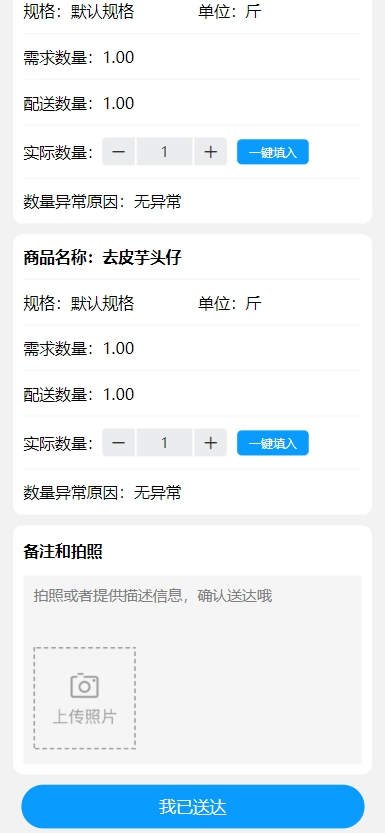 规格：默认规格 单位：斤
需求数量：1.00
配送数量：1.00
实际数量： － 1 ＋ 一键填入
数量异常原因：无异常
商品名称：去皮芋头仔
规格：默认规格 单位：斤
需求数量：1.00
配送数量：1.00
实际数量： － 1 ＋ 一键填入
数量异常原因：无异常
备注和拍照
拍照或者提供描述信息，确认送达哦
上传照片
我已送达